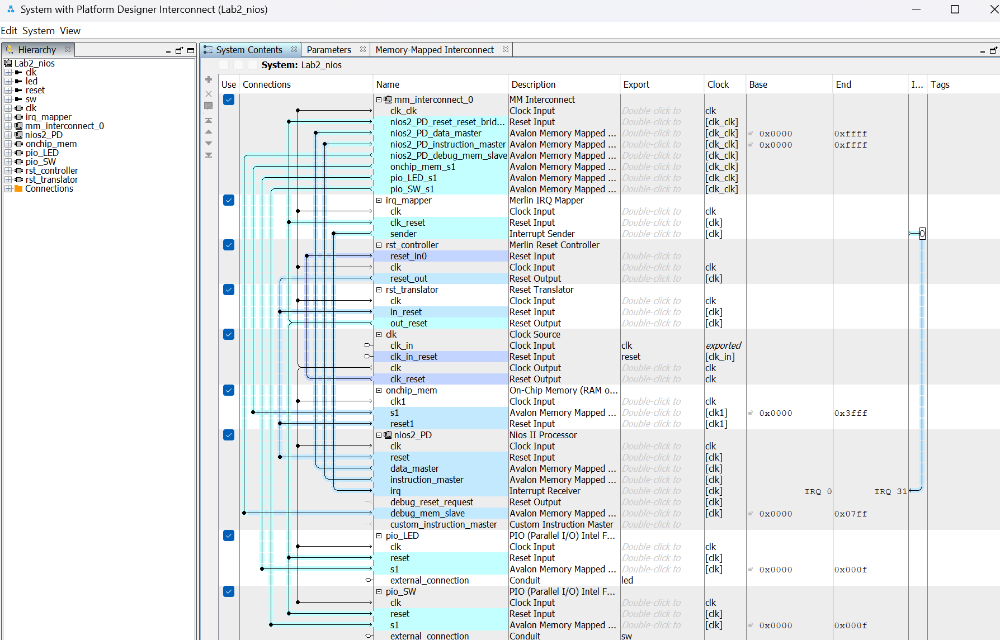 System with Platform Designer Interconnect (Lab2_nios)
Edit System View
Hierarchy
Lab2_nios
clk
led
reset
sw
clk
irq_mapper
mm_interconnect_0
nios2_PD
onchip_mem
pio_LED
pio_SW
rst_controller
rst_translator
Connections
System Contents Parameters Memory-Mapped Interconnect
System: Lab2_nios
Use Connections Name Description Export Clock Base End I... Tags
mm_interconnect_0 MM Interconnect
clk_clk Clock Input Double-click to clk
nios2_PD_reset_reset_brid... Reset Input Double-click to [clk_clk]
nios2_PD_data_master Avalon Memory Mapped ... Double-click to [clk_clk] 0x0000 0xffff
nios2_PD_instruction_master Avalon Memory Mapped ... Double-click to [clk_clk] 0x0000 0xffff
nios2_PD_debug_mem_slave Avalon Memory Mapped ... Double-click to [clk_clk]
onchip_mem_s1 Avalon Memory Mapped ... Double-click to [clk_clk]
pio_LED_s1 Avalon Memory Mapped ... Double-click to [clk_clk]
pio_SW_s1 Avalon Memory Mapped ... Double-click to [clk_clk]
irq_mapper Merlin IRQ Mapper
clk Clock Input Double-click to clk
clk_reset Reset Input Double-click to [clk]
sender Interrupt Sender Double-click to [clk] 0
rst_controller Merlin Reset Controller
reset_in0 Reset Input Double-click to
clk Clock Input Double-click to clk
reset_out Reset Output Double-click to [clk]
rst_translator Reset Translator
clk Clock Input Double-click to clk
in_reset Reset Input Double-click to [clk]
out_reset Reset Output Double-click to [clk]
clk Clock Source
clk_in Clock Input clk exported
clk_in_reset Reset Input reset [clk_in]
clk Clock Output Double-click to clk
clk_reset Reset Output Double-click to clk
onchip_mem On-Chip Memory (RAM o...
clk1 Clock Input Double-click to clk
s1 Avalon Memory Mapped ... Double-click to [clk1] 0x0000 0x3fff
reset1 Reset Input Double-click to [clk1]
nios2_PD Nios II Processor
clk Clock Input Double-click to clk
reset Reset Input Double-click to [clk]
data_master Avalon Memory Mapped ... Double-click to [clk]
instruction_master Avalon Memory Mapped ... Double-click to [clk]
irq Interrupt Receiver Double-click to [clk] IRQ 0 IRQ 31
debug_reset_request Reset Output Double-click to [clk]
debug_mem_slave Avalon Memory Mapped ... Double-click to [clk] 0x0000 0x07ff
custom_instruction_master Custom Instruction Master Double-click to
pio_LED PIO (Parallel I/O) Intel F...
clk Clock Input Double-click to clk
reset Reset Input Double-click to [clk]
s1 Avalon Memory Mapped ... Double-click to [clk] 0x0000 0x000f
external_connection Conduit led
pio_SW PIO (Parallel I/O) Intel F...
clk Clock Input Double-click to clk
reset Reset Input Double-click to [clk]
s1 Avalon Memory Mapped ... Double-click to [clk] 0x0000 0x000f
external_connection Conduit sw